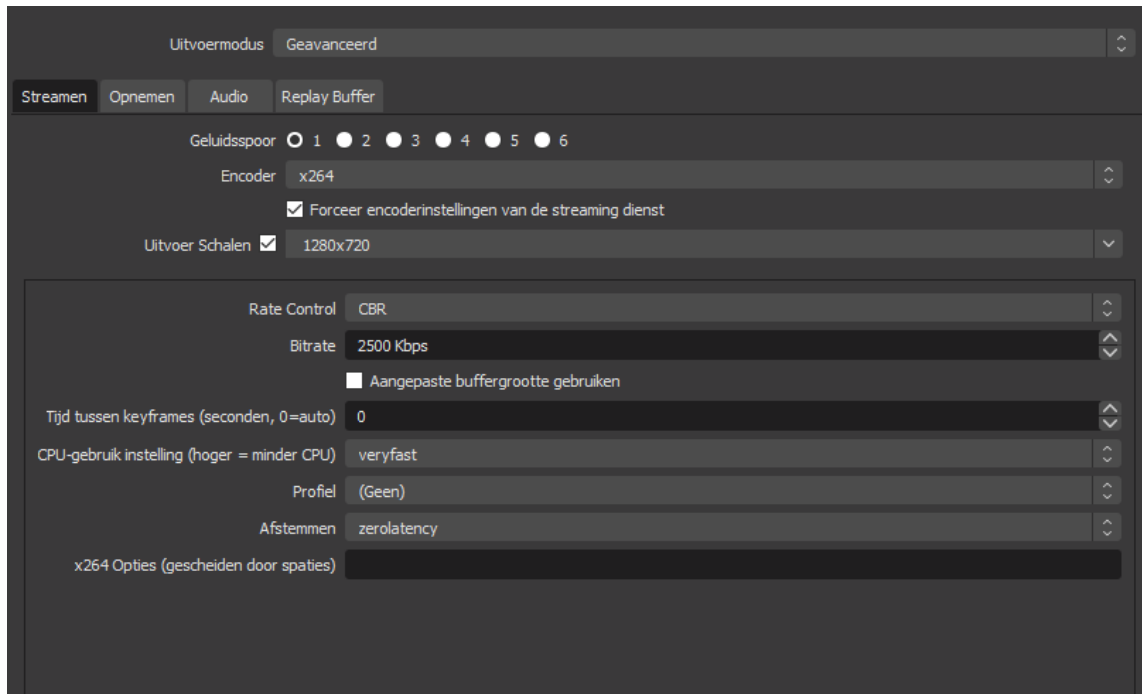 Uitvoermodus Geavanceerd
Streamen Opnemen Audio Replay Buffer
Geluidsspoor 1 2 3 4 5 6
Encoder x264
Forceer encoderinstellingen van de streaming dienst
Uitvoer Schalen 1280x720
Rate Control CBR
Bitrate 2500 Kbps
Aangepaste buffergrootte gebruiken
Tijd tussen keyframes (seconden, 0=auto) 0
CPU-gebruik instelling (hoger = minder CPU) veryfast
Profiel (Geen)
Afstemmen zerolatency
x264 Opties (gescheiden door spaties)